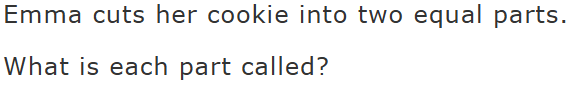 Emma cuts her cookie into two equal parts.
What is each part called?